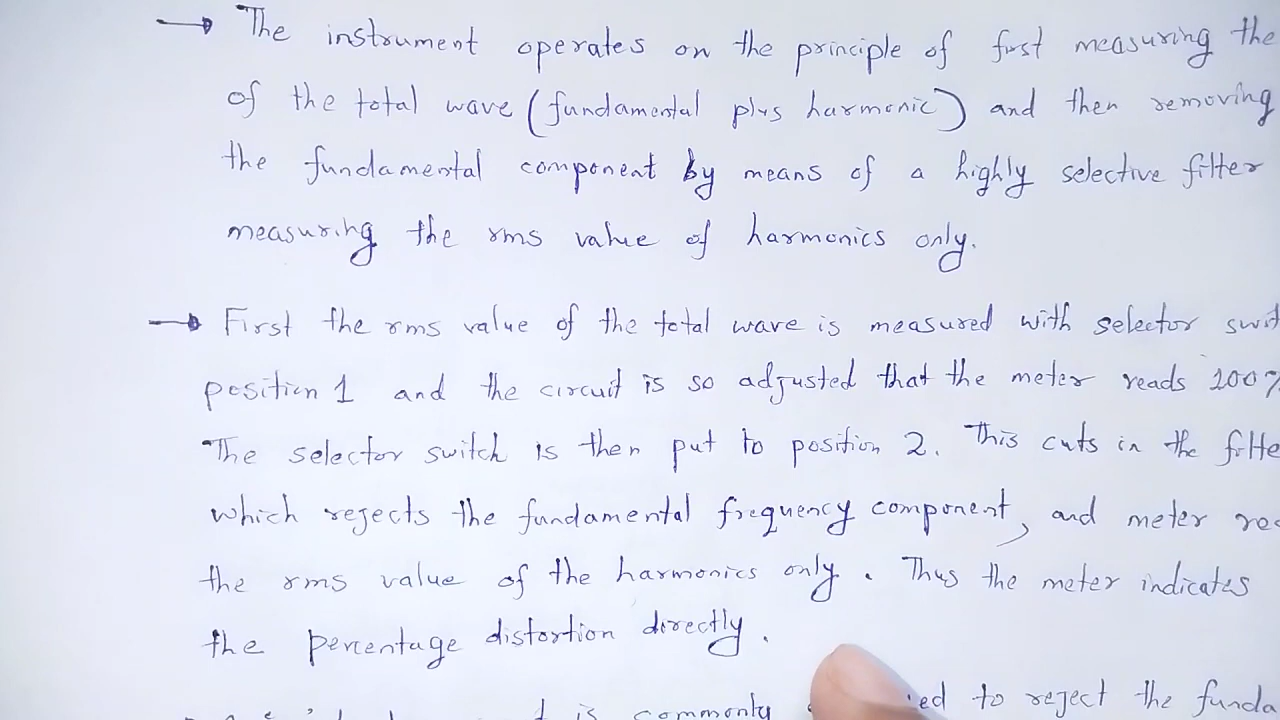 → The instrument operates on the principle of first measuring the
of the total wave (fundamental plus harmonic) and then removing
the fundamental component by means of a highly selective filter
measuring the rms value of harmonics only.
→ First the rms value of the total wave is measured with selector
position 1 and the circuit is so adjusted that the meter reads 100%
The selector switch is then put to position 2. This cuts in the
which rejects the fundamental frequency component, and meter
the rms value of the harmonics only. Thus the meter indicates
the percentage distortion directly.
is commonly to reject the